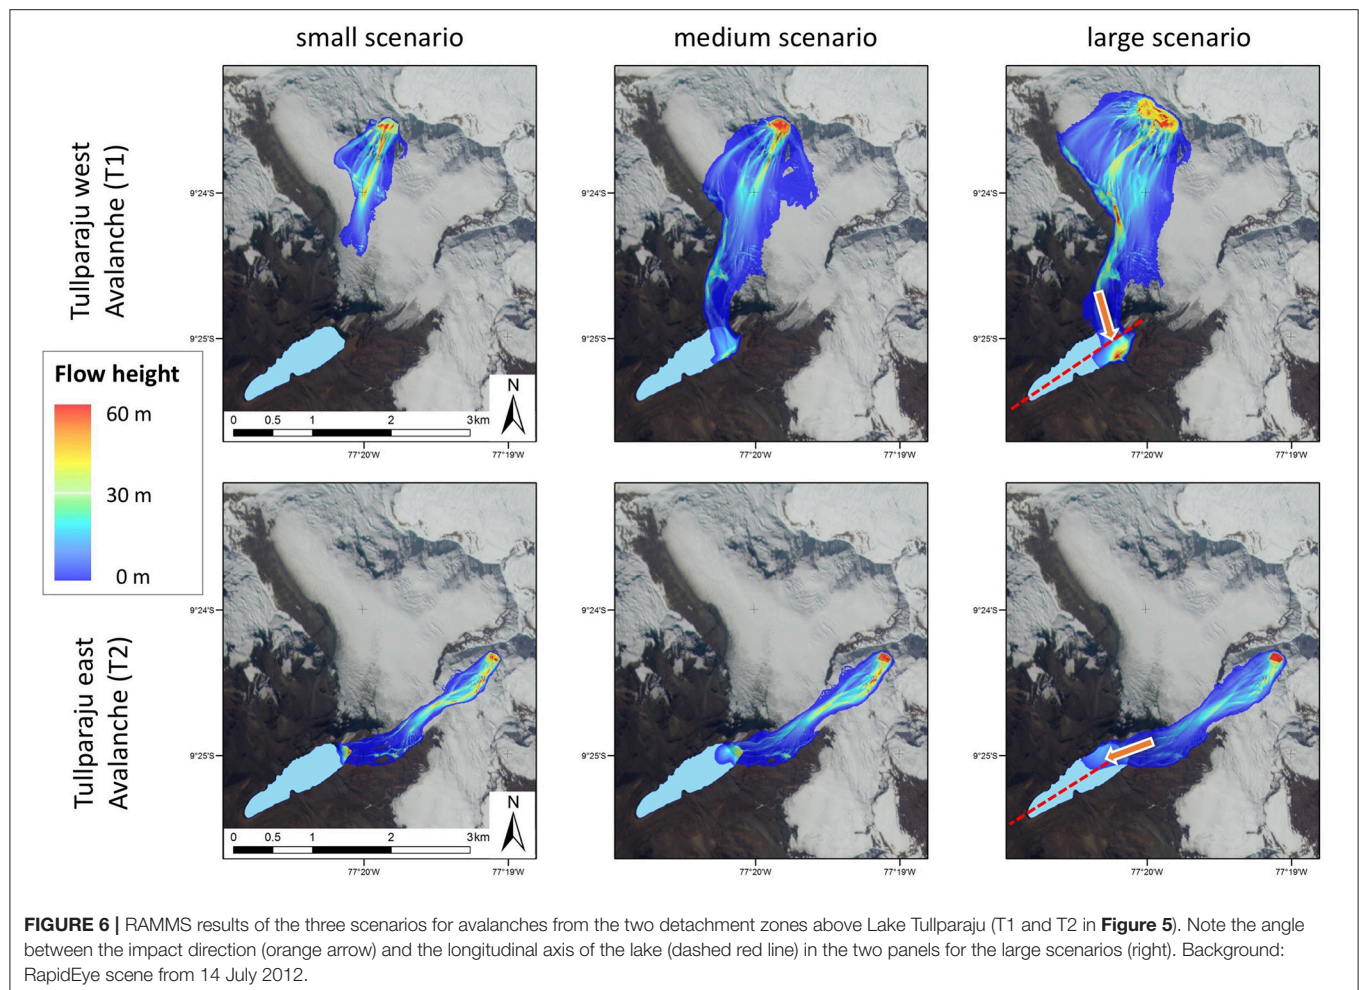 small scenario
medium scenario
large scenario
Tullparaju west
Avalanche (T1)
9°24'S
9°25'S
N
0 0.5 1 2 3 km
77°20'W 77°19'W
9°24'S
9°25'S
77°20'W 77°19'W
9°24'S
9°25'S
77°20'W 77°19'W
Flow height
60 m
30 m
0 m
Tullparaju east
Avalanche (T2)
9°24'S
9°25'S
N
0 0.5 1 2 3 km
77°20'W 77°19'W
9°24'S
9°25'S
77°20'W 77°19'W
9°24'S
9°25'S
77°20'W 77°19'W
FIGURE 6 | RAMMS results of the three scenarios for avalanches from the two detachment zones above Lake Tullparaju (T1 and T2 in Figure 5). Note the angle
between the impact direction (orange arrow) and the longitudinal axis of the lake (dashed red line) in the two panels for the large scenarios (right). Background:
RapidEye scene from 14 July 2012.